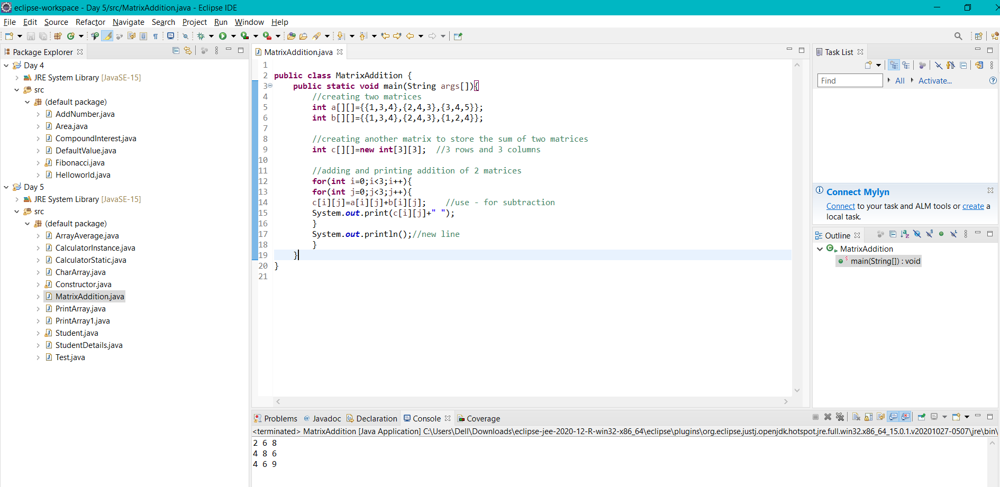 eclipse-workspace - Day 5/src/MatrixAddition.java - Eclipse IDE
File Edit Source Refactor Navigate Search Project Run Window Help
Package Explorer
Day 4
JRE System Library [JavaSE-15]
src
(default package)
AddNumber.java
Area.java
CompoundInterest.java
DefaultValue.java
Fibonacci.java
Helloworld.java
Day 5
JRE System Library [JavaSE-15]
src
(default package)
ArrayAverage.java
CalculatorInstance.java
CalculatorStatic.java
CharArray.java
Constructor.java
MatrixAddition.java
PrintArray.java
PrintArray1.java
Student.java
StudentDetails.java
Test.java
MatrixAddition.java
1
2 public class MatrixAddition {
3 public static void main(String args[]){
4 //creating two matrices
5 int a[][]={{1,3,4},{2,4,3},{3,4,5}};
6 int b[][]={{1,3,4},{2,4,3},{1,2,4}};
7
8 //creating another matrix to store the sum of two matrices
9 int c[][]=new int[3][3];  //3 rows and 3 columns
10
11 //adding and printing addition of 2 matrices
12 for(int i=0;i<3;i++){
13 for(int j=0;j<3;j++){
14 c[i][j]=a[i][j]+b[i][j];    //use - for subtraction
15 System.out.print(c[i][j]+" ");
16 }
17 System.out.println();//new line
18 }
19 }
20 }
21
Task List
Find All Activate...
Connect Mylyn
Connect to your task and ALM tools or create a
local task.
Outline
MatrixAddition
main(String[]) : void
Problems @ Javadoc Declaration Console Coverage
<terminated> MatrixAddition [Java Application] C:\Users\Dell\Downloads\eclipse-jee-2020-12-R-win32-x86_64\eclipse\plugins\org.eclipse.justj.openjdk.hotspot.jre.full.win32.x86_64_15.0.1.v20201027-0507\jre\bin\
2 6 8
4 8 6
4 6 9